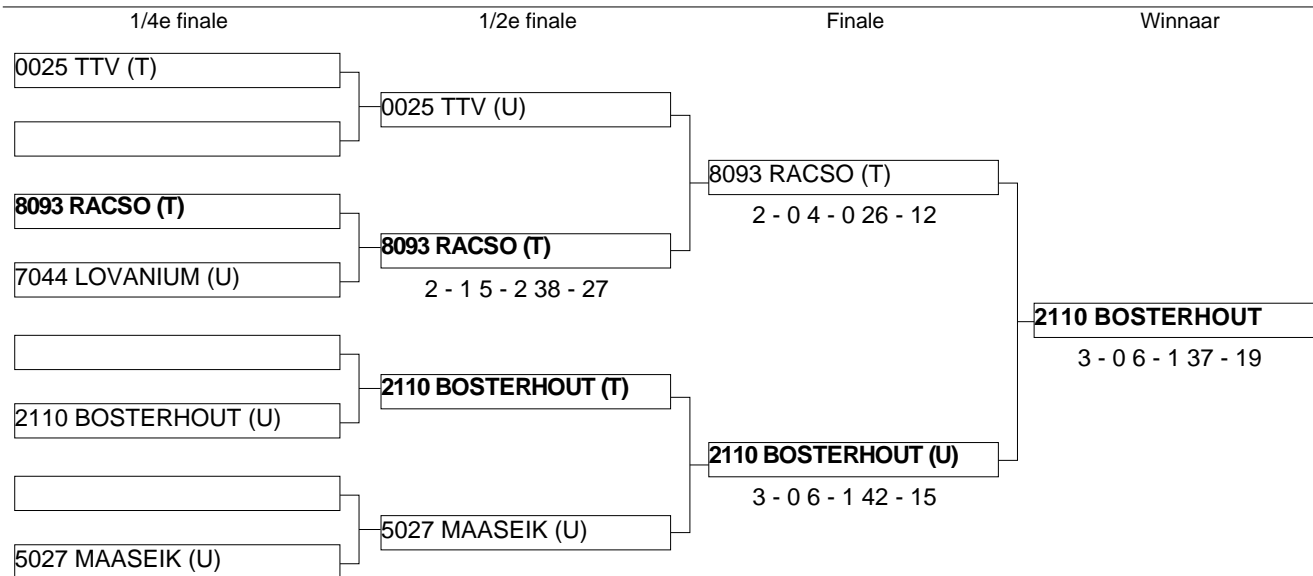 1/4e finale 1/2e finale Finale Winnaar
0025 TTV (T)
0025 TTV (U)
8093 RACSO (T)
2 - 0 4 - 0 26 - 12
8093 RACSO (T)
8093 RACSO (T)
7044 LOVANIUM (U)
2 - 1 5 - 2 38 - 27
2110 BOSTERHOUT
3 - 0 6 - 1 37 - 19
2110 BOSTERHOUT (T)
2110 BOSTERHOUT (U)
2110 BOSTERHOUT (U)
3 - 0 6 - 1 42 - 15
5027 MAASEIK (U)
5027 MAASEIK (U)